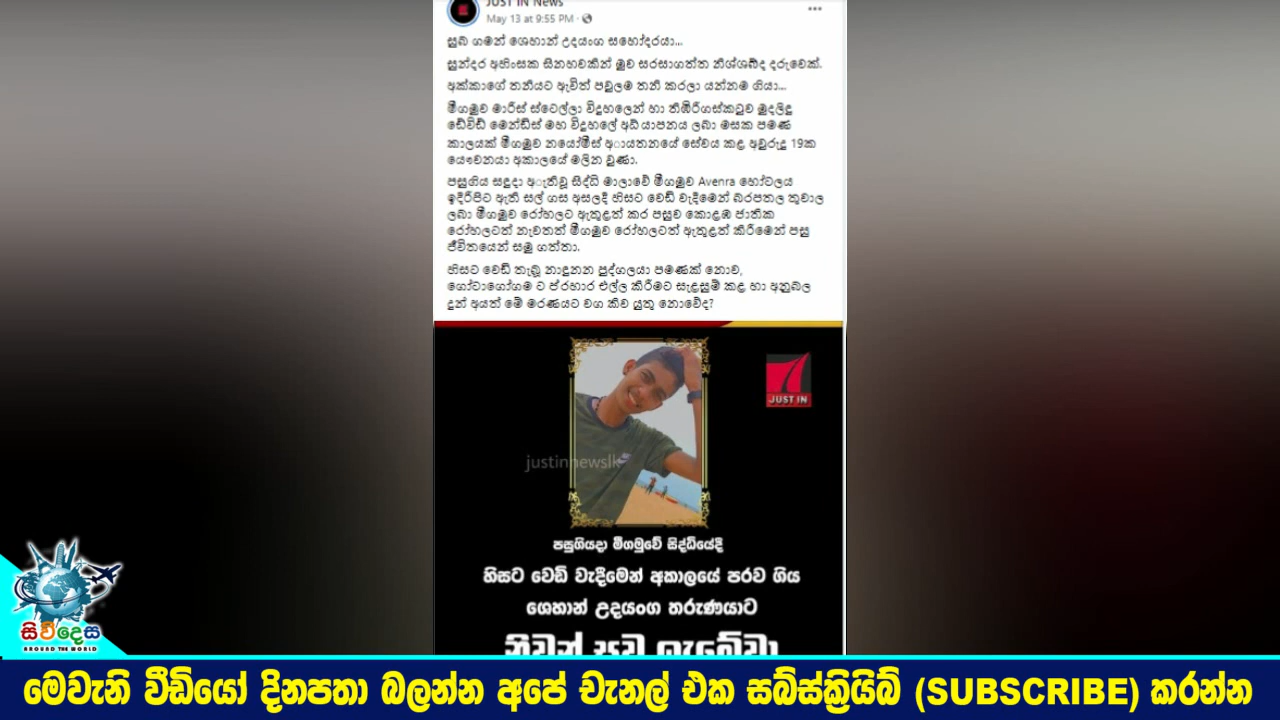 JUST IN News
May 13 at 9:55 PM
සුබ ගමන් ශෙහාන් උදයංග සහෝදරයා...
සුන්දර අහිංසක සිනහවකින් මුව සරසාගත්ත නිශ්ශබ්ද දරුවෙක්.
අක්කාගේ තනියට ඇවිත් පවුලම තනි කරලා යන්නම ගියා...
මීගමුව මාරිස් ස්ටෙල්ලා විදුහලෙන් හා තිඹිරිගස්කටුව මුදලිඳු
ඩේවිඩ් මෙන්ඩිස් මහ විදුහලේ අධ්‍යාපනය ලබා මසක පමණ
කාලයක් මීගමුව නයෝමිස් අායතනයේ සේවය කළ අවුරුදු 19ක
යෞවනයා අකාලයේ මලින වුණා.
පසුගිය සඳුදා අැතිවූ සිද්ධි මාලාවේ මීගමුව Avenra හෝටලය
ඉදිරිපිට ඇති සල් ගස අසලදී හිසට වෙඩි වැදීමෙන් බරපතල තුවාල
ලබා මීගමුව රෝහලට ඇතුළත් කර පසුව කොළඹ ජාතික
රෝහලටත් නැවතත් මීගමුව රෝහලටත් ඇතුළත් කිරීමෙන් පසු
ජීවිතයෙන් සමු ගත්තා.
හිසට වෙඩි තැබූ නාඳුනන පුද්ගලයා පමණක් නොව,
ගෝටාගෝගම ට ප්රහාර එල්ල කිරීමට සැළසුම් කළ හා අනුබල
දුන් අයත් මේ මරණයට වග කිව යුතු නොවේද?
JUST IN
justinnewslk
පසුගියදා මීගමුවේ සිද්ධියේදී
හිසට වෙඩි වැදීමෙන් අකාලයේ පරව ගිය
ශෙහාන් උදයංග තරුණයාට
නිවන් සුව ලැබේවා
සිව්දෙස
AROUND THE WORLD
මෙවැනි වීඩියෝ දිනපතා බලන්න අපේ චැනල් එක සබ්ස්ක්‍රයිබ් (SUBSCRIBE) කරන්න